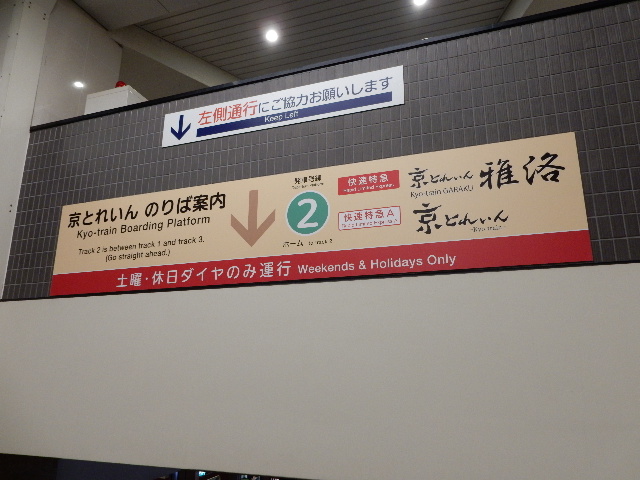 左側通行にご協力お願いします
Keep Left
京とれいん のりば案内
Kyo-train Boarding Platform
Track 2 is between track 1 and track 3.
(Go straight ahead.)
2
ホーム
快速特急
京とれいん 雅洛
Kyo-train GARAKU
快速特急A
京とれいん
土曜・休日ダイヤのみ運行 Weekends & Holidays Only